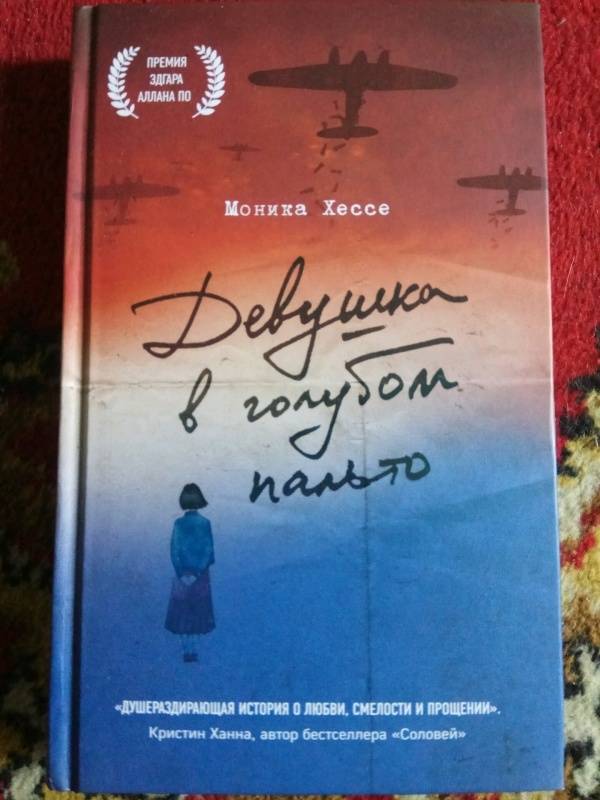 ПРЕМИЯ
ЭДГАРА
АЛЛАНА ПО
Моника Хессе
Девушка
в голубом
пальто
«ДУШЕРАЗДИРАЮЩАЯ ИСТОРИЯ О ЛЮБВИ, СМЕЛОСТИ И ПРОЩЕНИИ».
Кристин Ханна, автор бестселлера «Соловей»